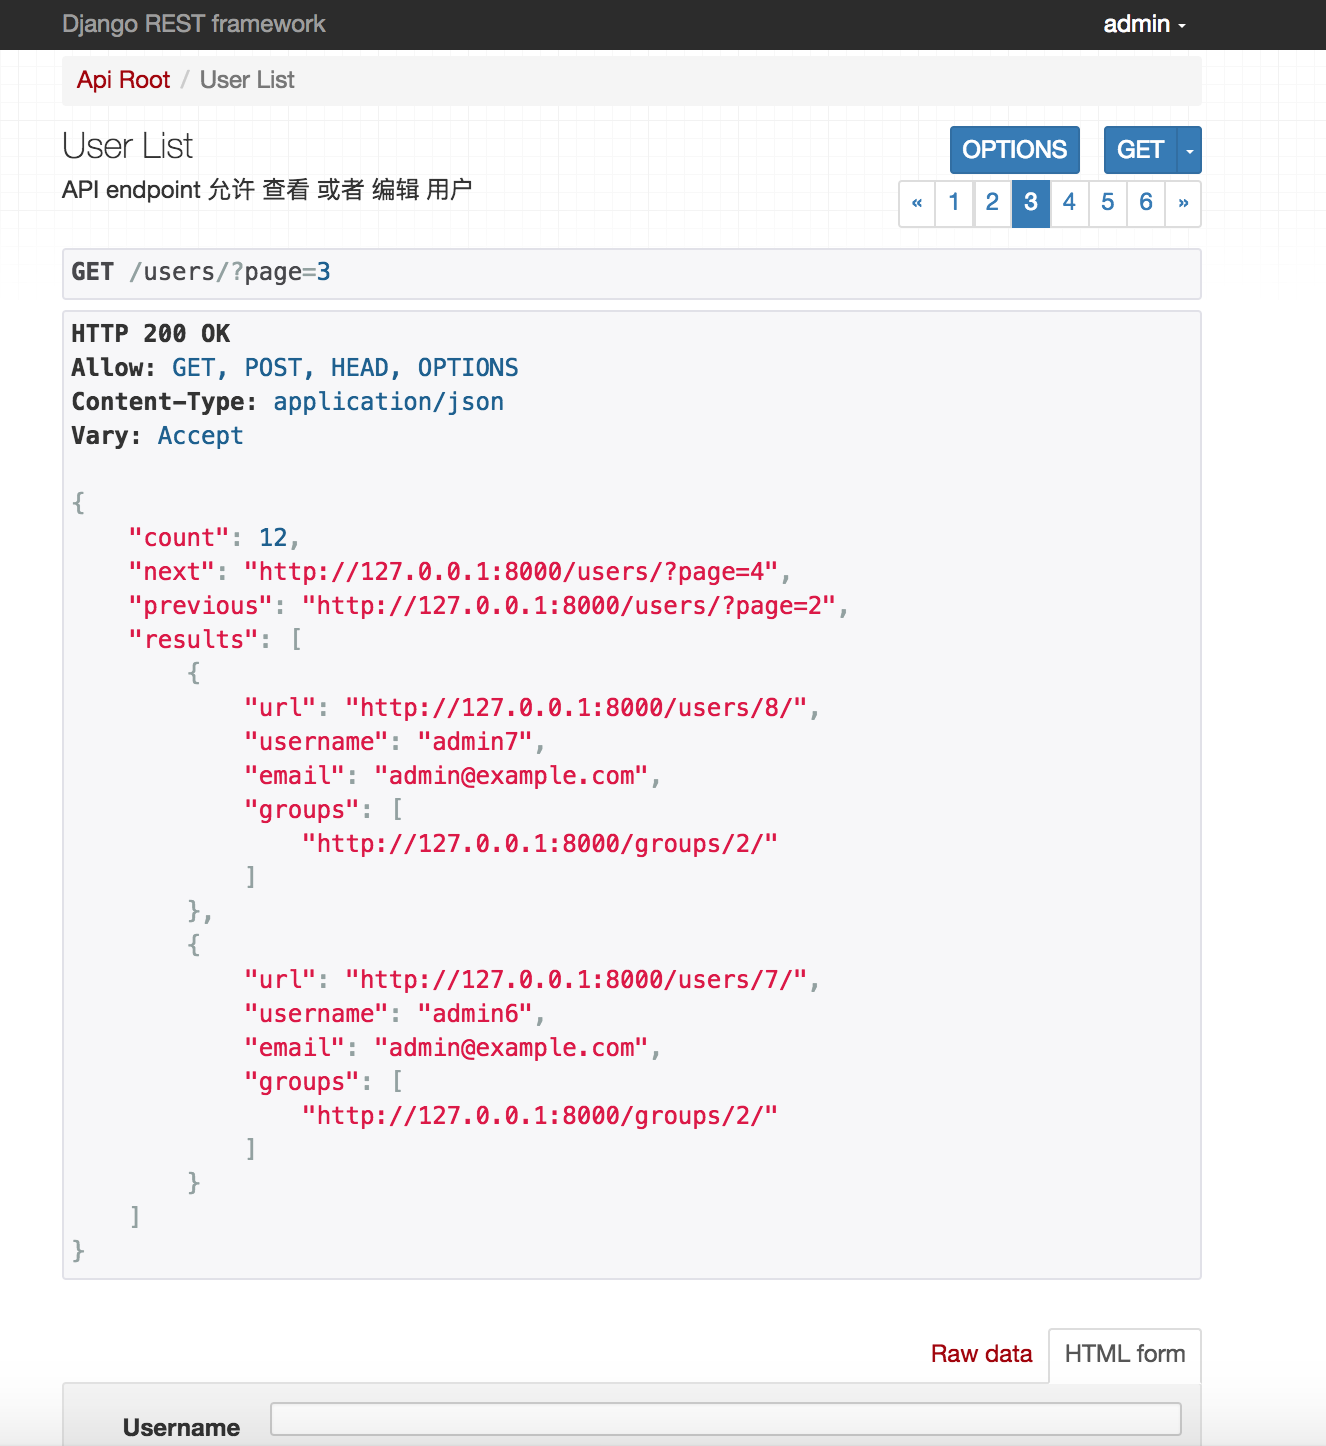 Django REST framework admin
Api Root / User List
User List
OPTIONS GET
API endpoint 允许 查看 或者 编辑 用户
« 1 2 3 4 5 6 »
GET /users/?page=3
HTTP 200 OK
Allow: GET, POST, HEAD, OPTIONS
Content-Type: application/json
Vary: Accept
{
    "count": 12,
    "next": "http://127.0.0.1:8000/users/?page=4",
    "previous": "http://127.0.0.1:8000/users/?page=2",
    "results": [
        {
            "url": "http://127.0.0.1:8000/users/8/",
            "username": "admin7",
            "email": "admin@example.com",
            "groups": [
                "http://127.0.0.1:8000/groups/2/"
            ]
        },
        {
            "url": "http://127.0.0.1:8000/users/7/",
            "username": "admin6",
            "email": "admin@example.com",
            "groups": [
                "http://127.0.0.1:8000/groups/2/"
            ]
        }
    ]
}
Raw data HTML form
Username